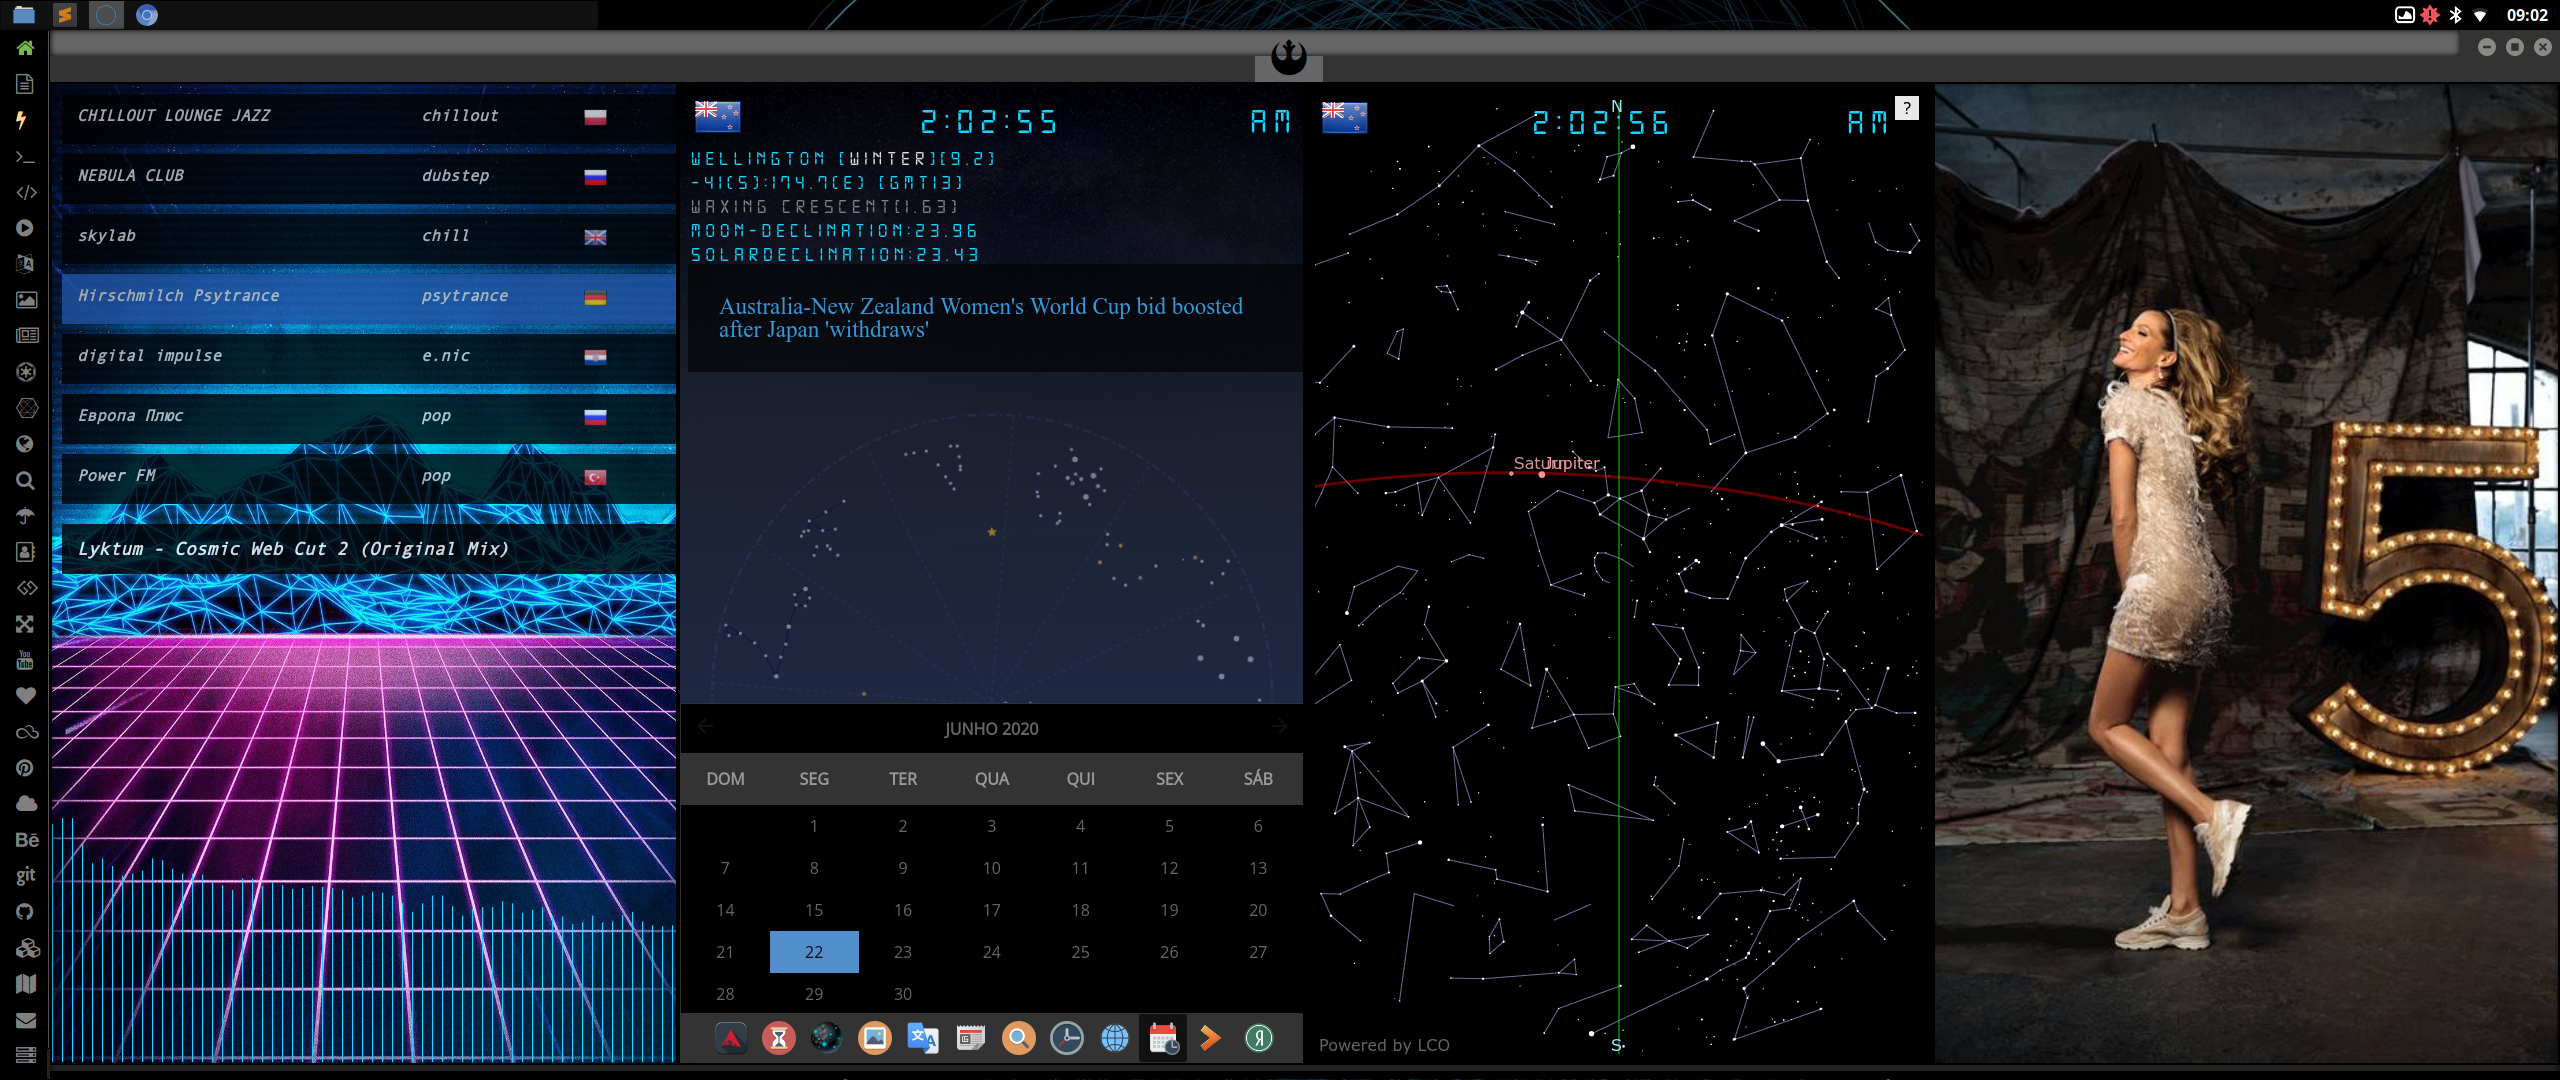 09:02
CHILLOUT LOUNGE JAZZ chillout
NEBULA CLUB dubstep
skylab chill
Hirschmilch Psytrance psytrance
digital impulse e.nic
Европа Плюс pop
Power FM pop
Lyktum - Cosmic Web Cut 2 (Original Mix)
You
Tube
Bē
git
2:02:55 AM
WELLINGTON (WINTER)(9.2)
-41(S):174.7(E) (GMT13)
WAXING CRESCENT(1.63)
MOON-DECLINATION:23.96
SOLARDECLINATION:23.43
Australia-New Zealand Women's World Cup bid boosted
after Japan 'withdraws'
JUNHO 2020
DOM SEG TER QUA QUI SEX SÁB
1 2 3 4 5 6
7 8 9 10 11 12 13
14 15 16 17 18 19 20
21 22 23 24 25 26 27
28 29 30
Я
N
2:02:56 AM ?
Saturn Jupiter
Powered by LCO
S
5